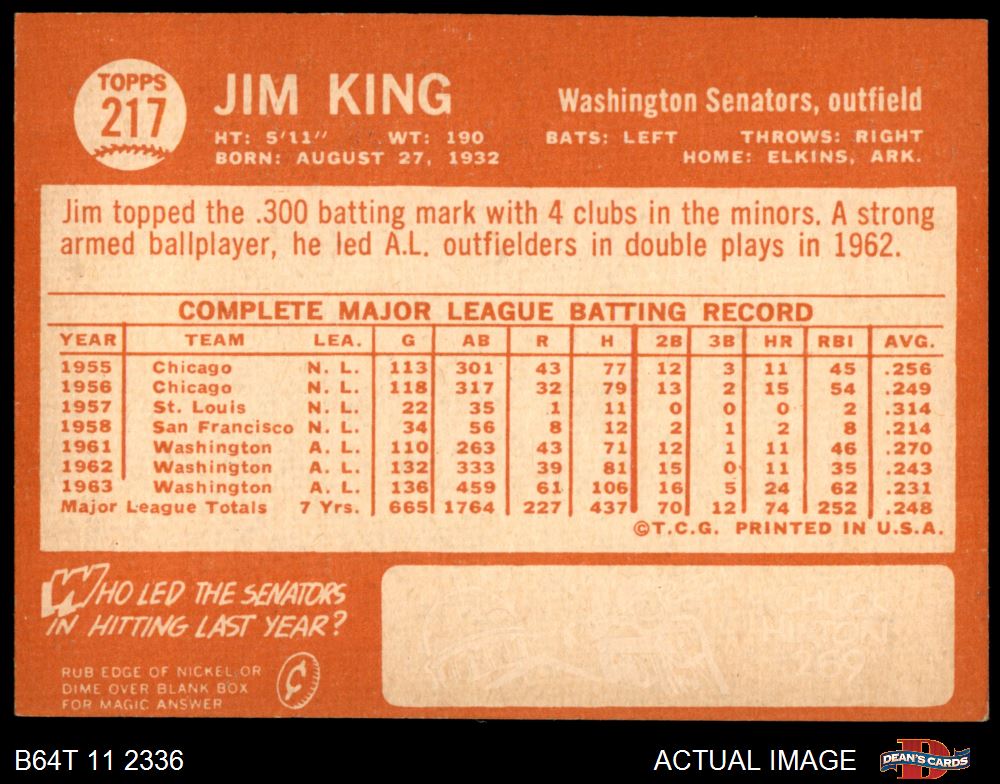 TOPPS
217
JIM KING
Washington Senators, outfield
HT: 5'11" WT: 190 BATS: LEFT THROWS: RIGHT
BORN: AUGUST 27, 1932 HOME: ELKINS, ARK.
Jim topped the .300 batting mark with 4 clubs in the minors. A strong
armed ballplayer, he led A.L. outfielders in double plays in 1962.
COMPLETE MAJOR LEAGUE BATTING RECORD
YEAR TEAM LEA. G AB R H 2B 3B HR RBI AVG.
1955 Chicago N. L. 113 301 43 77 12 3 11 45 .256
1956 Chicago N. L. 118 317 32 79 13 2 15 54 .249
1957 St. Louis N. L. 22 35 1 11 0 0 0 2 .314
1958 San Francisco N. L. 34 56 8 12 2 1 2 8 .214
1961 Washington A. L. 110 263 43 71 12 1 11 46 .270
1962 Washington A. L. 132 333 39 81 15 0 11 35 .243
1963 Washington A. L. 136 459 61 106 16 5 24 62 .231
Major League Totals 7 Yrs. 665 1764 227 437 70 12 74 252 .248
©T.C.G. PRINTED IN U.S.A.
WHO LED THE SENATORS
IN HITTING LAST YEAR?
RUB EDGE OF NICKEL OR
DIME OVER BLANK BOX
FOR MAGIC ANSWER
¢
HINTON
269
B64T 11 2336
ACTUAL IMAGE
D
DEAN'S CARDS